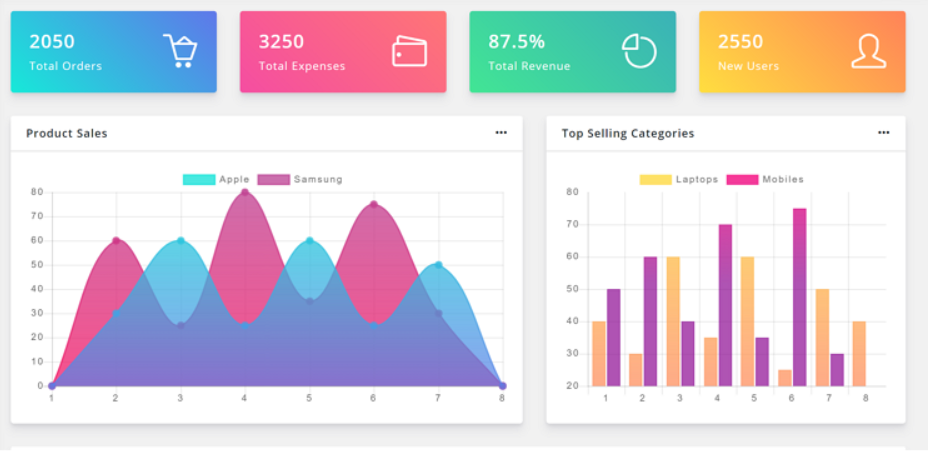 2050
Total Orders
3250
Total Expenses
87.5%
Total Revenue
2550
New Users
Product Sales
Apple Samsung
80
70
60
50
40
30
20
10
0
1 2 3 4 5 6 7 8
Top Selling Categories
Laptops Mobiles
80
70
60
50
40
30
20
1 2 3 4 5 6 7 8